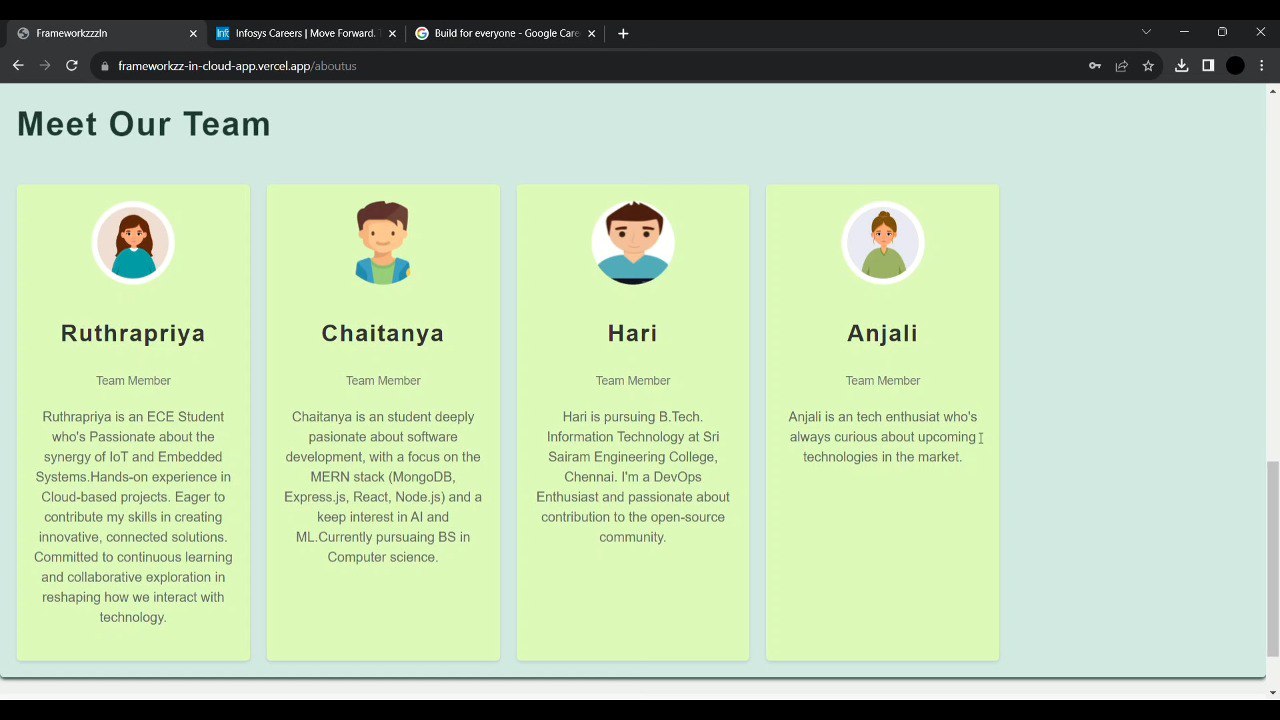 FrameworkzzzIn
Infosys Careers | Move Forward.
Build for everyone - Google Care
frameworkzz-in-cloud-app.vercel.app/aboutus
Meet Our Team
Ruthrapriya
Team Member
Ruthrapriya is an ECE Student
who's Passionate about the
synergy of IoT and Embedded
Systems.Hands-on experience in
Cloud-based projects. Eager to
contribute my skills in creating
innovative, connected solutions.
Committed to continuous learning
and collaborative exploration in
reshaping how we interact with
technology.
Chaitanya
Team Member
Chaitanya is an student deeply
pasionate about software
development, with a focus on the
MERN stack (MongoDB,
Express.js, React, Node.js) and a
keep interest in AI and
ML.Currently pursuaing BS in
Computer science.
Hari
Team Member
Hari is pursuing B.Tech.
Information Technology at Sri
Sairam Engineering College,
Chennai. I'm a DevOps
Enthusiast and passionate about
contribution to the open-source
community.
Anjali
Team Member
Anjali is an tech enthusiat who's
always curious about upcoming
technologies in the market.